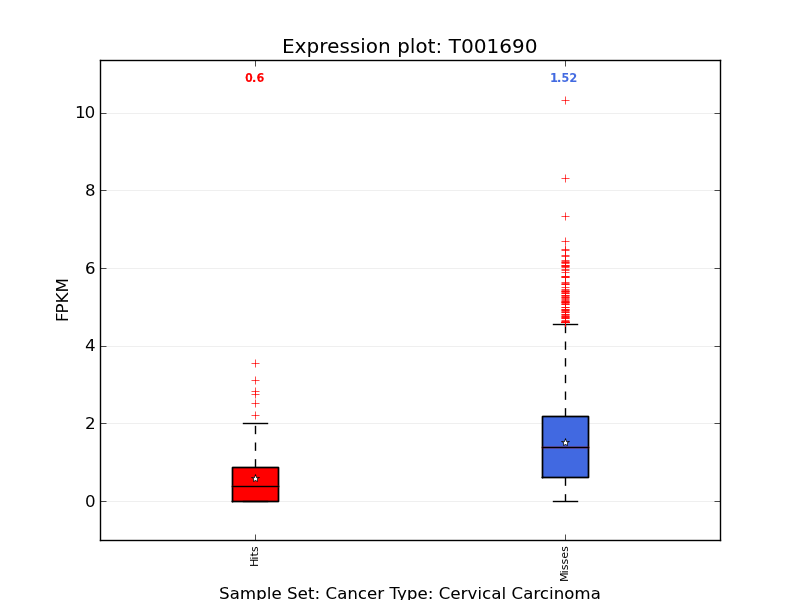 Expression plot: T001690
0.6 1.52
10
8
6
4
2
0
FPKM
Hits Misses
Sample Set: Cancer Type: Cervical Carcinoma